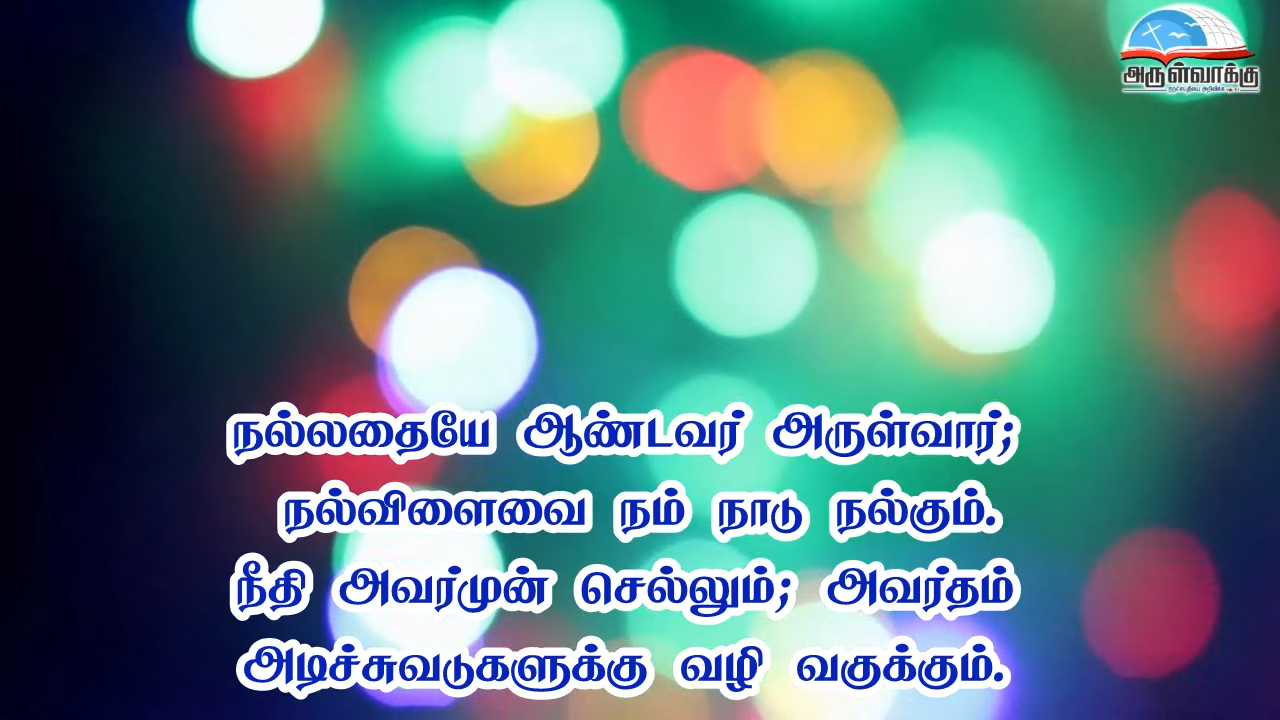 அருள்வாக்கு
நல்லதையே ஆண்டவர் அருள்வார்;
நல்விளைவை நம் நாடு நல்கும்.
நீதி அவர்முன் செல்லும்; அவர்தம்
அடிச்சுவடுகளுக்கு வழி வகுக்கும்.